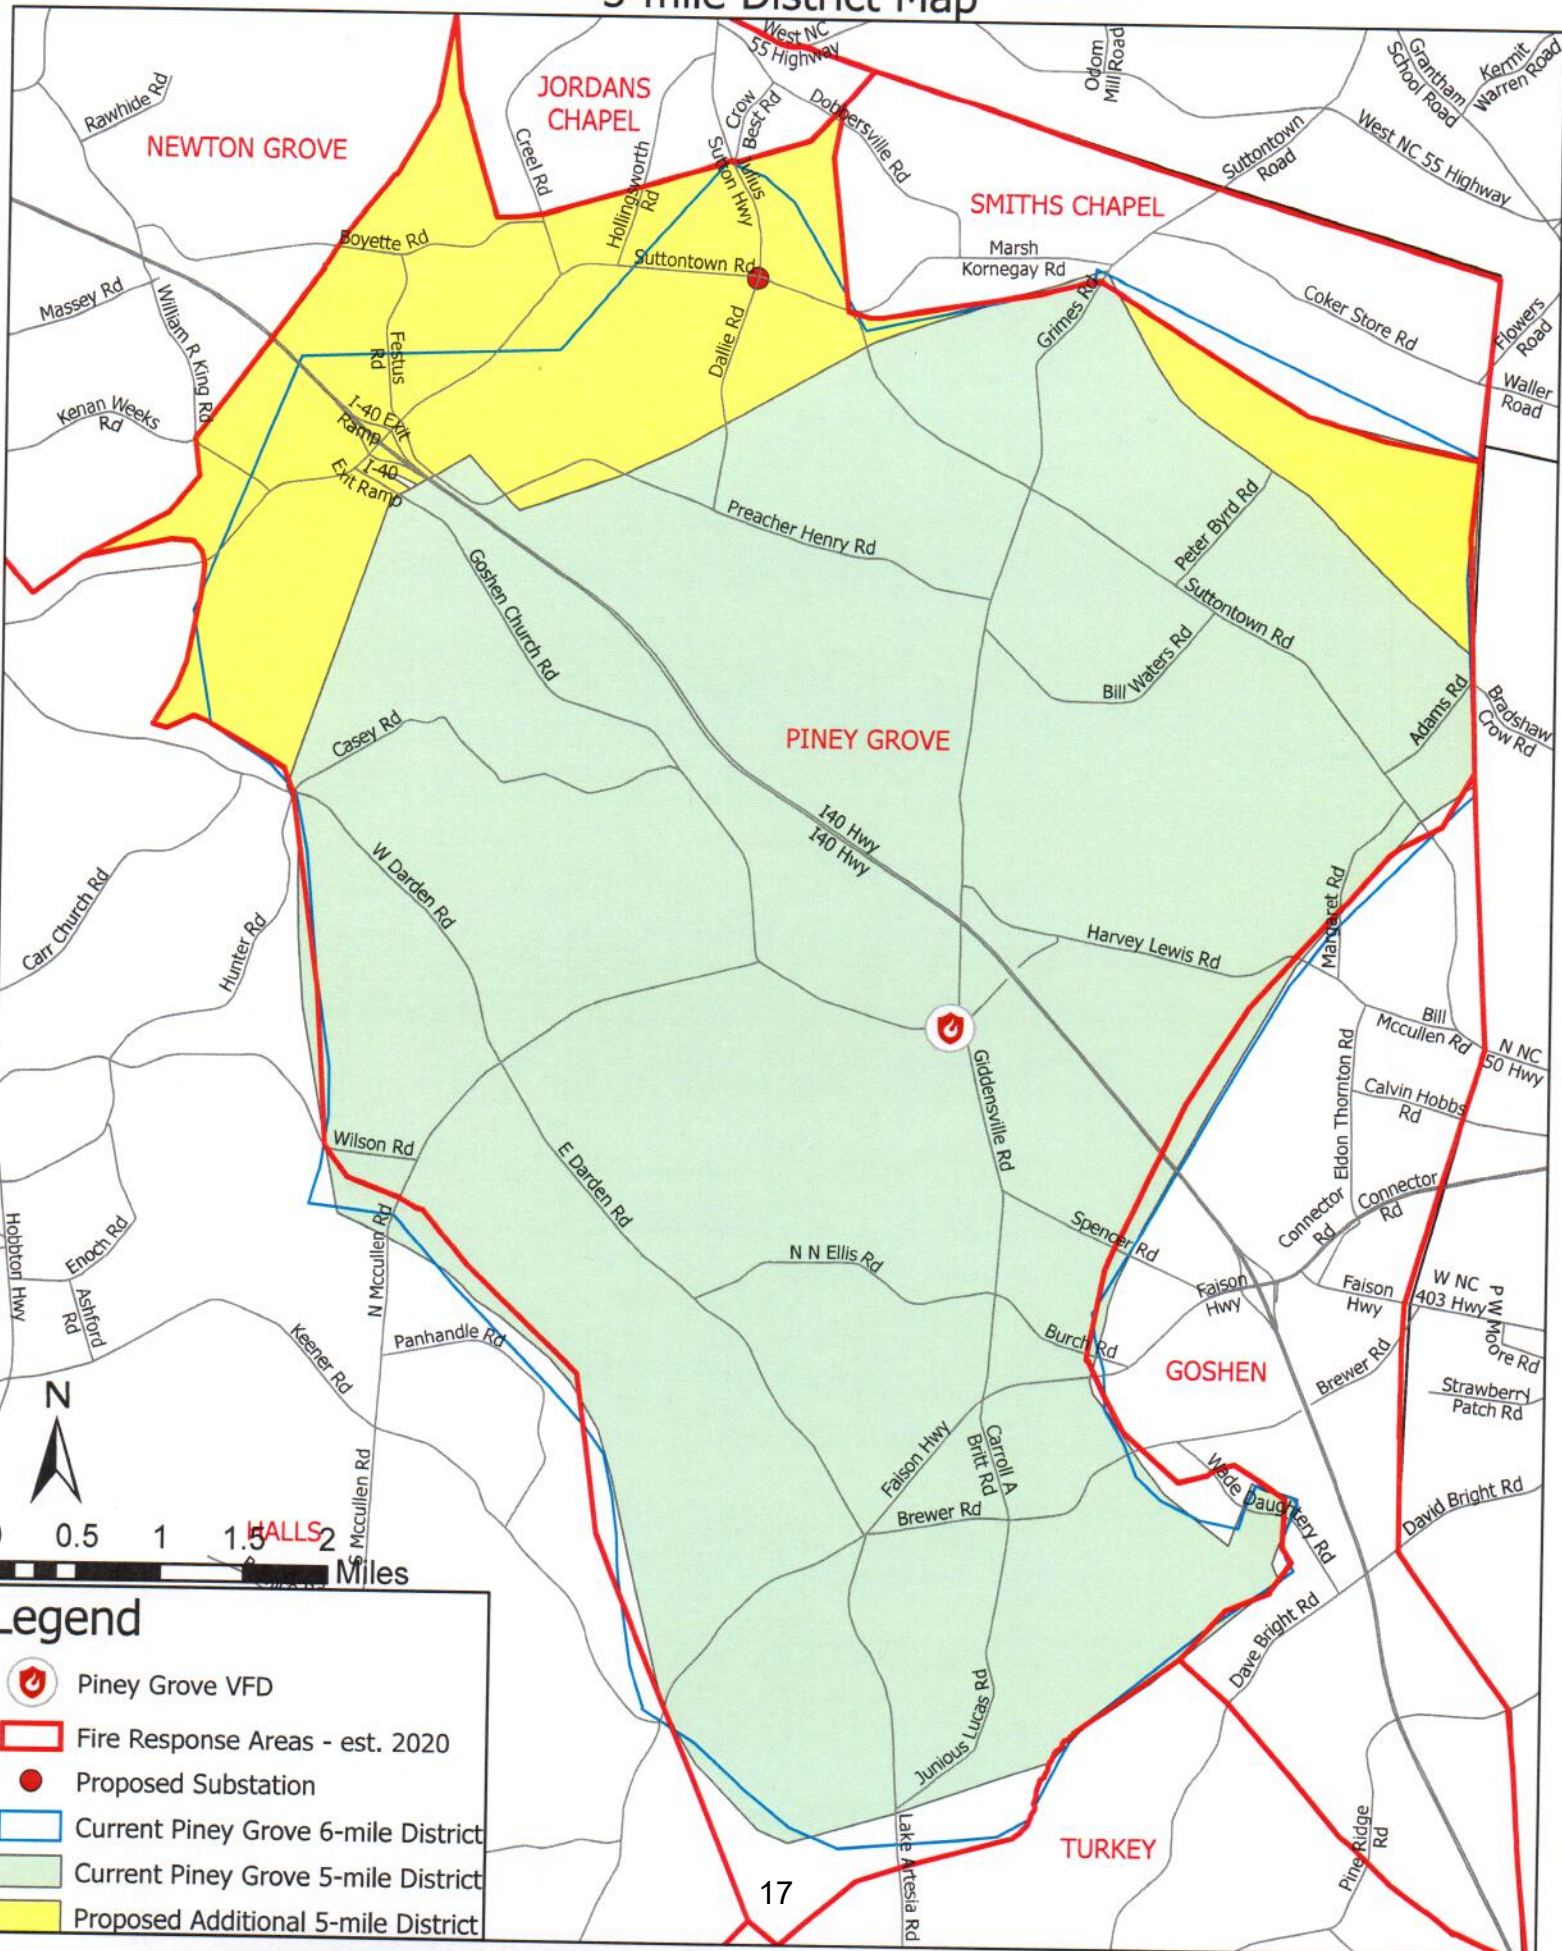 5-mile District Map
West NC
55 Highway
Odom
Mill Road
Grantham
School Road
Kermit
Warren Road
Rawhide Rd
NEWTON GROVE
JORDANS
CHAPEL
Creel Rd
Hollingsworth
Rd
Crow
Best Rd
Julius
Sutton Hwy
Dobbersville Rd
Suttontown
Road
West NC 55 Highway
SMITHS CHAPEL
Boyette Rd
Suttontown Rd
Marsh
Kornegay Rd
Grimes Rd
Coker Store Rd
Flowers
Road
Waller
Road
Massey Rd
William R King Rd
Festus
Rd
Dallie Rd
Kenan Weeks
Rd
I-40 Exit
Ramp
I-40
Exit Ramp
Preacher Henry Rd
Peter Byrd Rd
Suttontown Rd
Goshen Church Rd
Bill Waters Rd
Adams Rd
Bradshaw
Crow Rd
Casey Rd
PINEY GROVE
I40 Hwy
I40 Hwy
W Darden Rd
Carr Church Rd
Hunter Rd
Margaret Rd
Harvey Lewis Rd
Bill
Mccullen Rd
N NC
50 Hwy
Eldon Thornton Rd
Calvin Hobbs
Rd
Giddensville Rd
Wilson Rd
E Darden Rd
Connector
Rd
Connector
Rd
Spencer Rd
Enoch Rd
Hobbton Hwy
Ashford
Rd
N Mccullen Rd
N N Ellis Rd
Faison
Hwy
Faison
Hwy
W NC
403 Hwy
P W Moore Rd
Keener Rd
Panhandle Rd
Burch Rd
GOSHEN
Brewer Rd
Strawberry
Patch Rd
N
Faison Hwy
Carroll A
Britt Rd
Wade Daughtery Rd
David Bright Rd
S Mccullen Rd
Brewer Rd
HALLS
0 0.5 1 1.5 2
Miles
Dave Bright Rd
Junious Lucas Rd
Legend
Piney Grove VFD
Fire Response Areas - est. 2020
Proposed Substation
Current Piney Grove 6-mile District
Current Piney Grove 5-mile District
Proposed Additional 5-mile District
Lake Artesia Rd
TURKEY
Pine Ridge
Rd
17